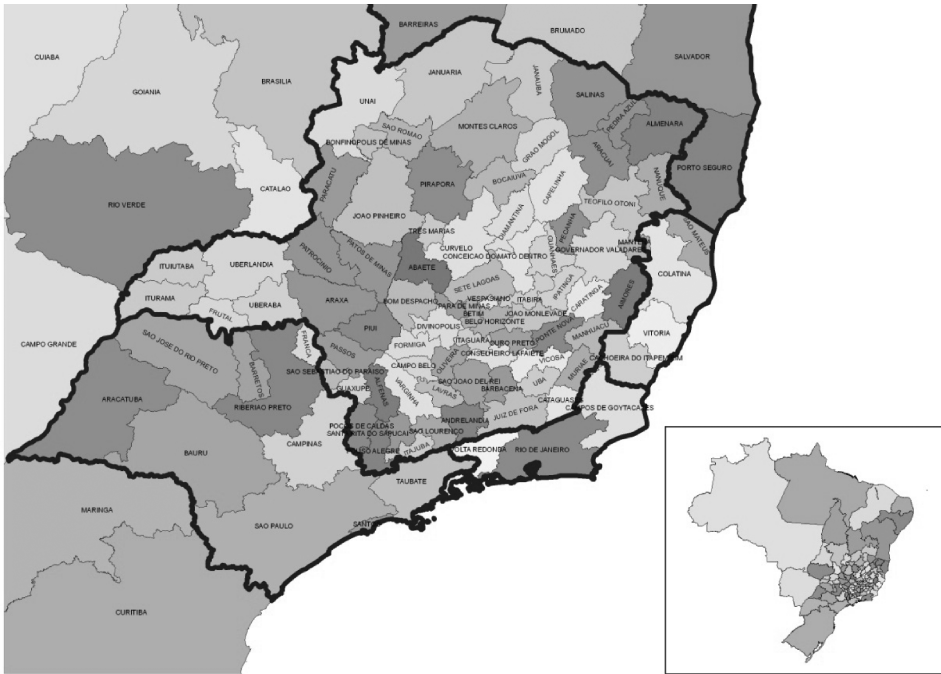 BARREIRAS
BRUMADO
CUIABA
SALVADOR
JANUARIA
BRASILIA
GOIANIA
JANAUBA
SALINAS
UNAI
PEDRA AZUL
ALMENARA
SAO ROMAO
MONTES CLAROS
BONFINOPOLIS DE MINAS
GRAO MOGOL
ARACUAI
PORTO SEGURO
PARACATU
PIRAPORA
BOCAIUVA
CAPELINHA
NANUQUE
CATALAO
RIO VERDE
TEOFILO OTONI
JOAO PINHEIRO
DIAMANTINA
TRES MARIAS
PECANHA
SAO MATEUS
PATROCINIO
PATOS DE MINAS
CURVELO
GUANHAES
GOVERNADOR VALADARES
MANTENA
CONCEICAO DO MATO DENTRO
ITUIUTABA
UBERLANDIA
ABAETE
COLATINA
SETE LAGOAS
IPATINGA
ITURAMA
UBERABA
ARAXA
BOM DESPACHO
VESPASIANO
ITABIRA
CARATINGA
AIMORES
PARA DE MINAS
FRUTAL
BETIM
JOAO MONLEVADE
BELO HORIZONTE
PIUI
DIVINOPOLIS
PONTE NOVA
MANHUACU
VITORIA
SAO JOSE DO RIO PRETO
FRANCA
PASSOS
FORMIGA
ITAGUARA
OURO PRETO
CAMPO GRANDE
CONSELHEIRO LAFAIETE
VICOSA
CACHOEIRA DO ITAPEMIRIM
BARRETOS
SAO SEBASTIAO DO PARAISO
CAMPO BELO
OLIVEIRA
MURIAE
GUAXUPE
ALFENAS
VARGINHA
LAVRAS
SAO JOAO DEL REI
BARBACENA
UBA
ARACATUBA
RIBERIAO PRETO
CATAGUASES
CAMPOS DE GOYTACAZES
JUIZ DE FORA
POCOS DE CALDAS
ANDRELANDIA
SANTA RITA DO SAPUCAI
SAO LOURENCO
CAMPINAS
BAURU
POUSO ALEGRE
ITAJUBA
VOLTA REDONDA
RIO DE JANEIRO
TAUBATE
MARINGA
SAO PAULO
CURITIBA